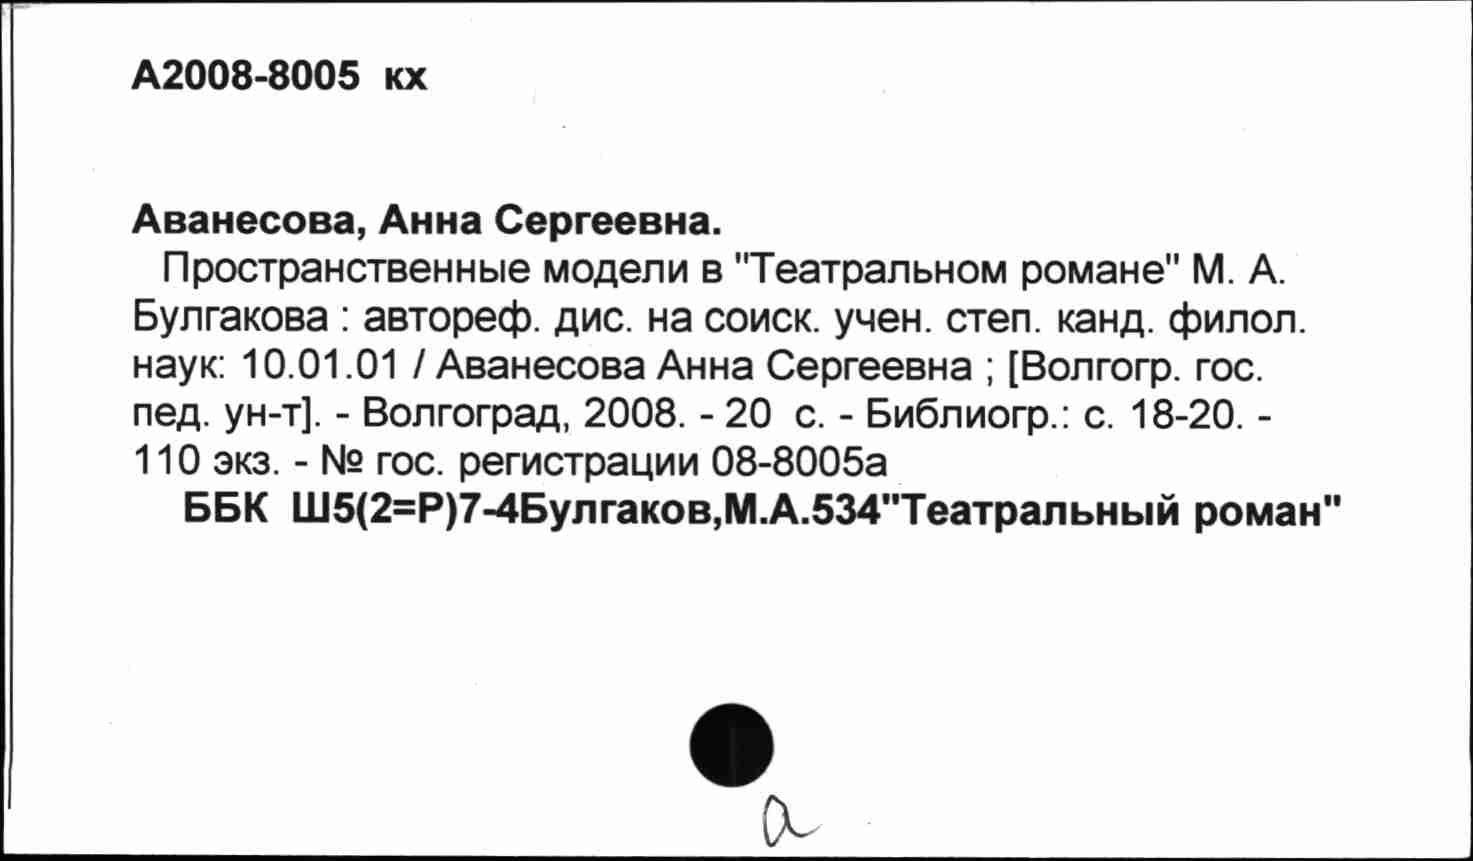 А2008-8005 кх
Аванесова, Анна Сергеевна.
Пространственные модели в "Театральном романе" М. А.
Булгакова : автореф. дис. на соиск. учен. степ. канд. филол.
наук: 10.01.01 / Аванесова Анна Сергеевна ; [Волгогр. гос.
пед. ун-т]. - Волгоград, 2008. - 20 с. - Библиогр.: с. 18-20. -
110 экз. - № гос. регистрации 08-8005а
ББК Ш5(2=Р)7-4Булгаков,М.А.534"Театральный роман"
а